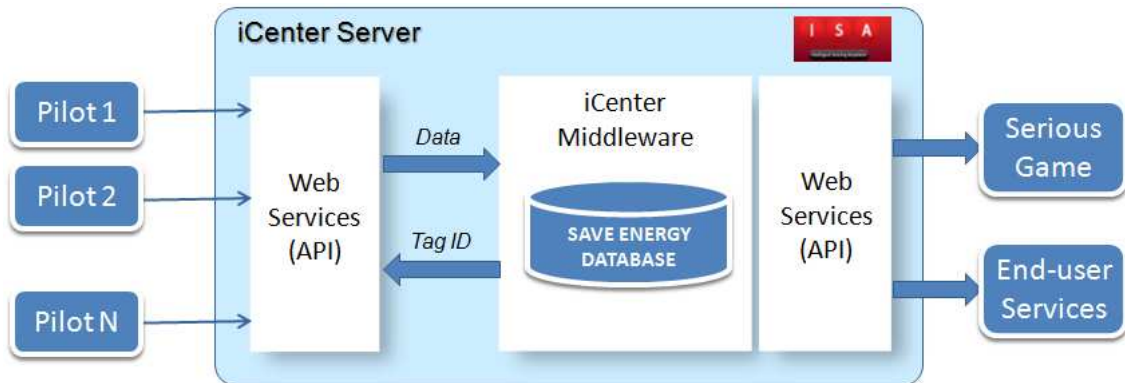 iCenter Server
I S A
Pilot 1
Pilot 2
Pilot N
Web
Services
(API)
Data
Tag ID
iCenter
Middleware
SAVE ENERGY
DATABASE
Web
Services
(API)
Serious
Game
End-user
Services